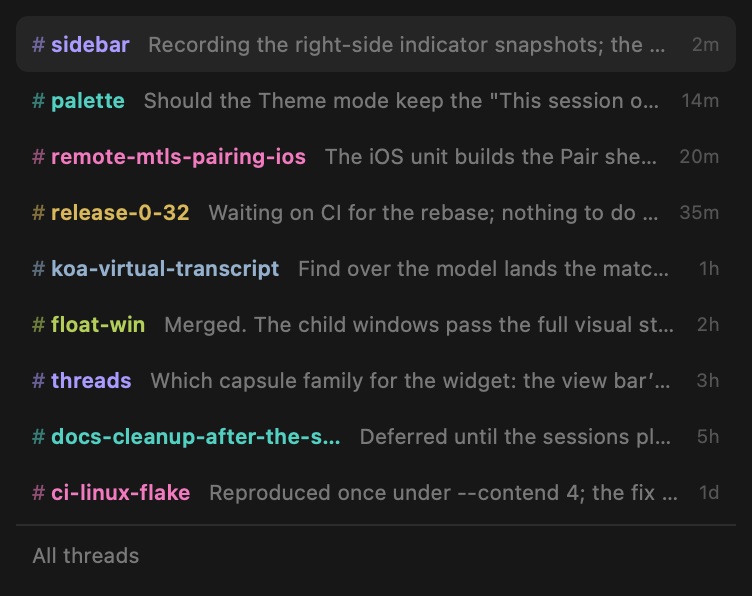 # sidebar Recording the right-side indicator snapshots; the ... 2m
# palette Should the Theme mode keep the "This session o... 14m
# remote-mtls-pairing-ios The iOS unit builds the Pair she... 20m
# release-0-32 Waiting on CI for the rebase; nothing to do ... 35m
# koa-virtual-transcript Find over the model lands the matc... 1h
# float-win Merged. The child windows pass the full visual st... 2h
# threads Which capsule family for the widget: the view bar’... 3h
# docs-cleanup-after-the-s... Deferred until the sessions pl... 5h
# ci-linux-flake Reproduced once under --contend 4; the fix ... 1d
All threads